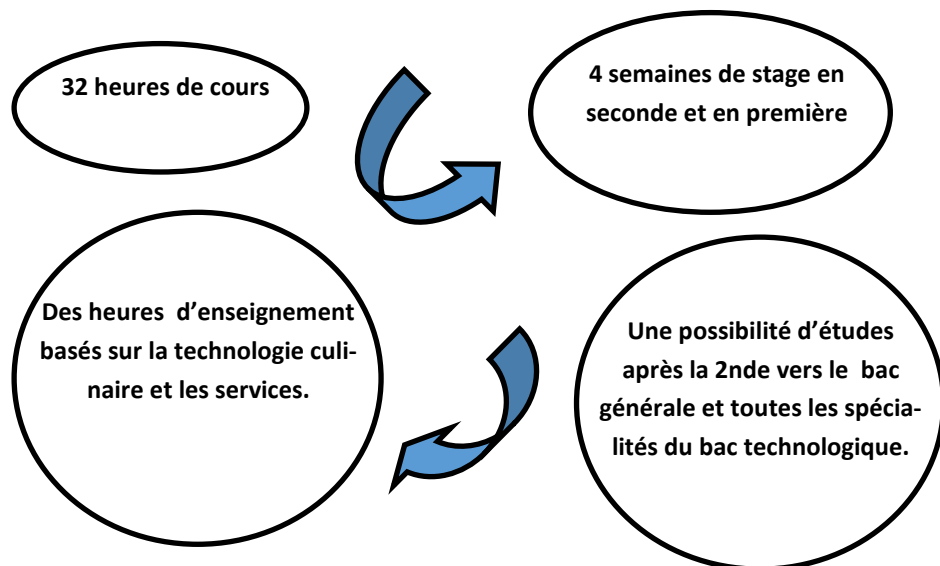 32 heures de cours
4 semaines de stage en
seconde et en première
Des heures  d’enseignement
basés sur la technologie culi-
naire et les services.
Une possibilité d’études
après la 2nde vers le  bac
générale et toutes les spécia-
lités du bac technologique.